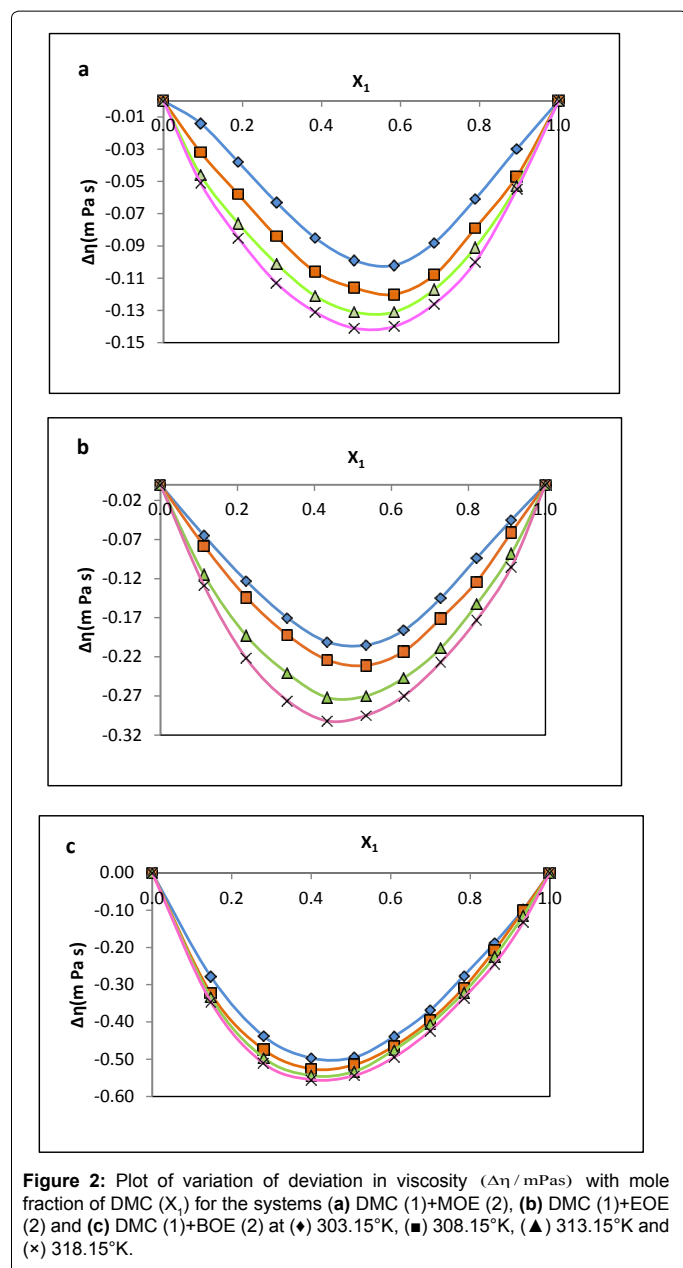 a
X1
0.0 0.2 0.4 0.6 0.8 1.0
-0.01
-0.03
-0.05
-0.07
-0.09
-0.11
-0.13
-0.15
Δη(m Pa s)
b
X1
0.0 0.2 0.4 0.6 0.8 1.0
-0.02
-0.07
-0.12
-0.17
-0.22
-0.27
-0.32
Δη(m Pa s)
c
X1
0.00
0.0 0.2 0.4 0.6 0.8 1.0
-0.10
-0.20
-0.30
-0.40
-0.50
-0.60
Δη(m Pa s)
Figure 2: Plot of variation of deviation in viscosity (Δη / mPas) with mole
fraction of DMC (X1) for the systems (a) DMC (1)+MOE (2), (b) DMC (1)+EOE
(2) and (c) DMC (1)+BOE (2) at (♦) 303.15°K, (■) 308.15°K, (▲) 313.15°K and
(×) 318.15°K.